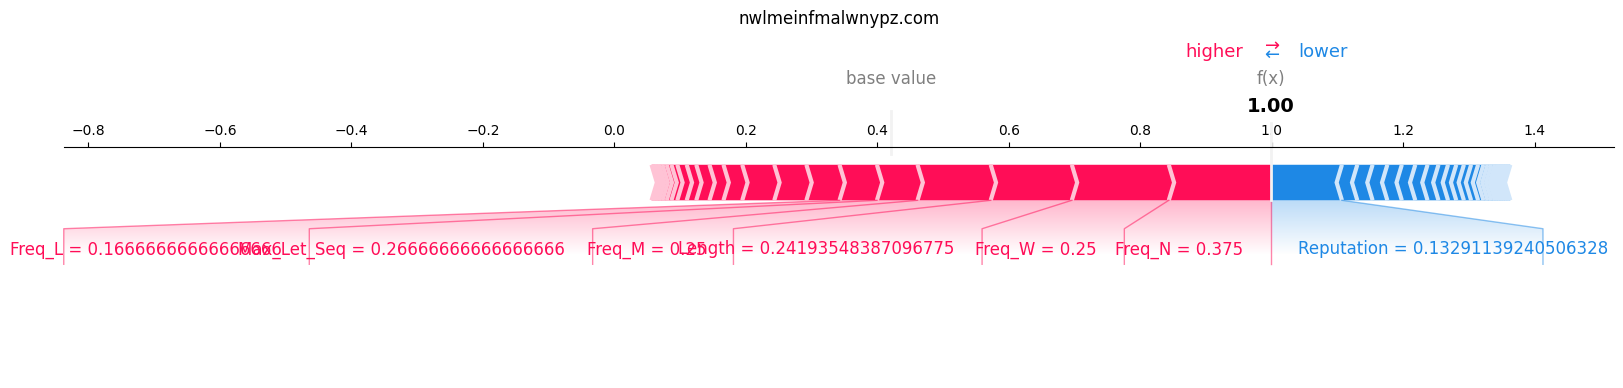 nwlmeinfmalwnypz.com
higher ⇄ lower
base value f(x)
1.00
−0.8 −0.6 −0.4 −0.2 0.0 0.2 0.4 0.6 0.8 1.0 1.2 1.4
Freq_L = 0.16666666666666666 Max_Let_Seq = 0.26666666666666666 Freq_M = 0.25 Length = 0.24193548387096775 Freq_W = 0.25 Freq_N = 0.375 Reputation = 0.13291139240506328